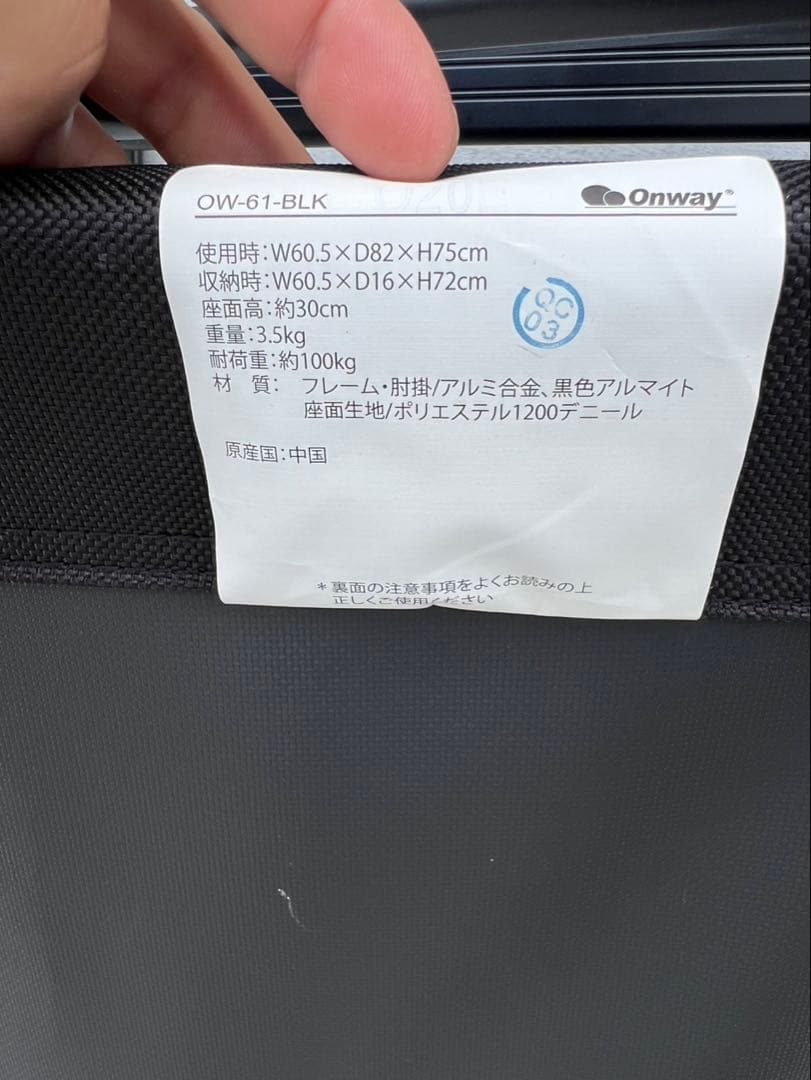 OW-61-BLK Onway®
使用時:W60.5×D82×H75cm
収納時:W60.5×D16×H72cm
座面高:約30cm
重量:3.5kg
耐荷重:約100kg
材 質: フレーム・肘掛/アルミ合金、黒色アルマイト
座面生地/ポリエステル1200デニール
QC
03
原産国:中国
*裏面の注意事項をよくお読みの上
正しくご使用ください